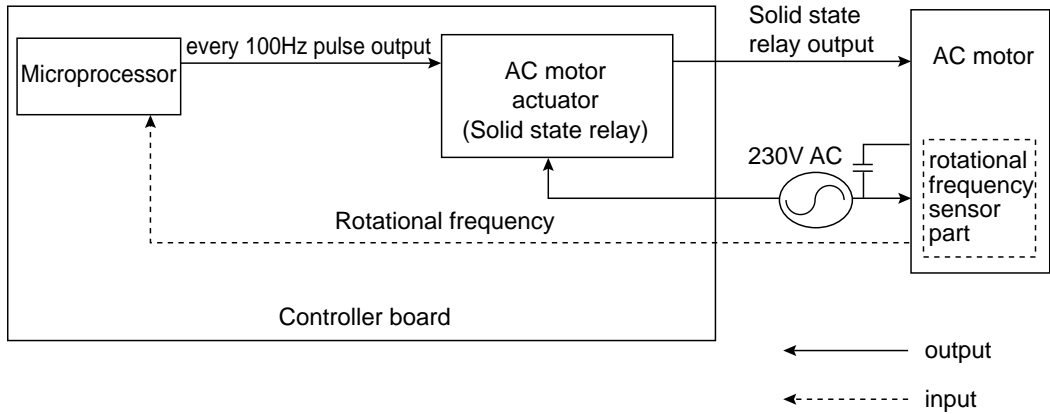 Microprocessor
every 100Hz pulse output
AC motor
actuator
(Solid state relay)
Solid state
relay output
AC motor
230V AC
rotational
frequency
sensor
part
Rotational frequency
Controller board
output
input